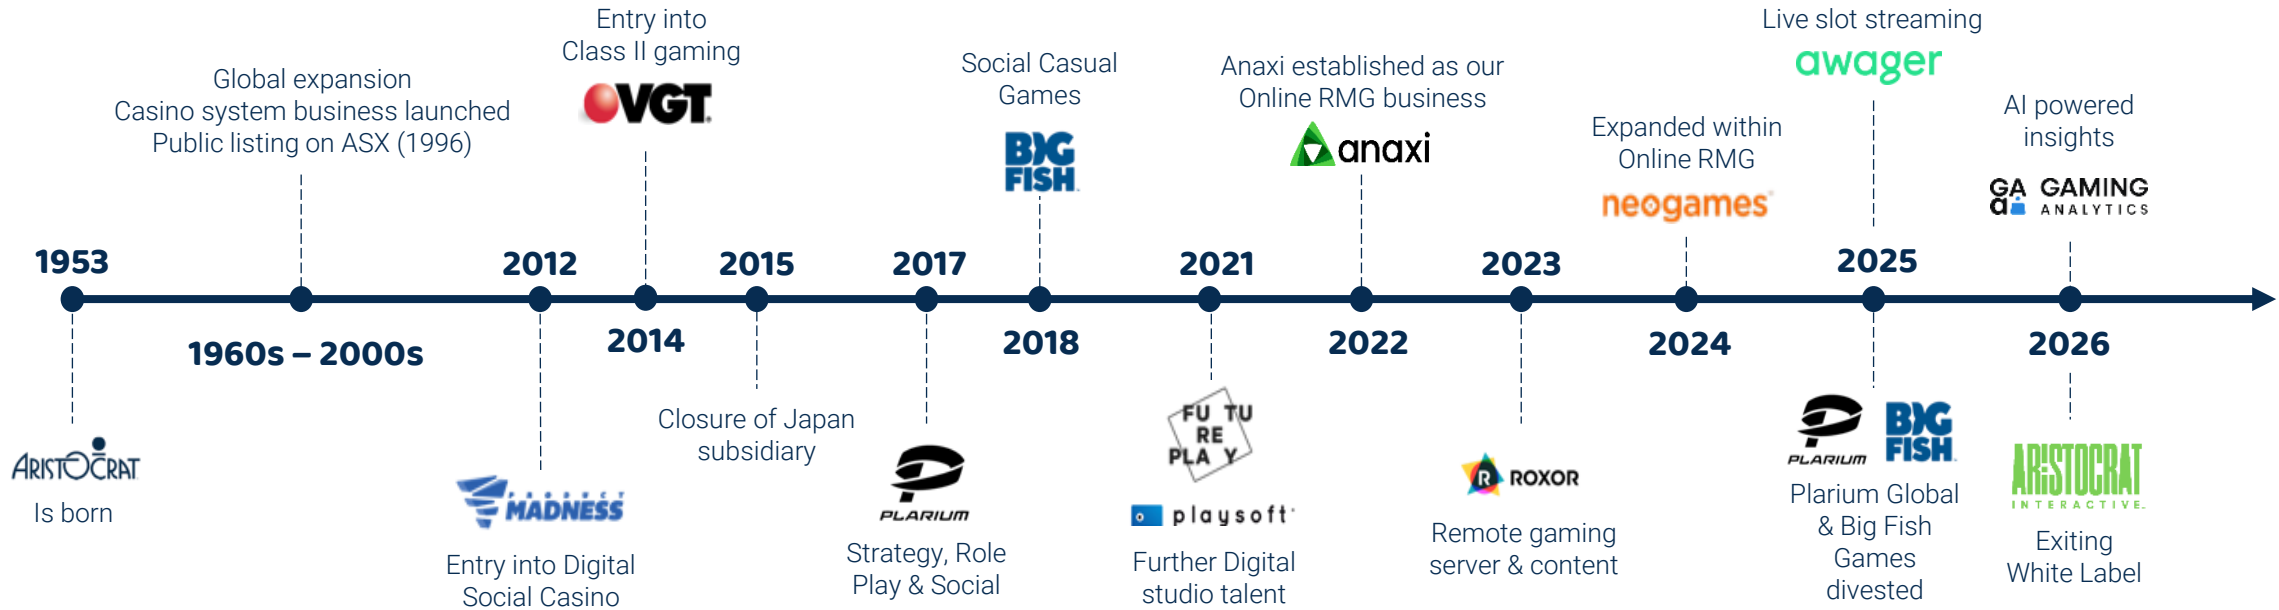 1953
ARISTOCRAT
Is born
Global expansion
Casino system business launched
Public listing on ASX (1996)
1960s – 2000s
2012
PRODUCT
MADNESS
Entry into Digital
Social Casino
Entry into
Class II gaming
VGT
2014
2015
Closure of Japan
subsidiary
2017
PLARIUM
Strategy, Role
Play & Social
Social Casual
Games
BIG
FISH
2018
2021
FU TU
RE
PLA Y
playsoft
Further Digital
studio talent
Anaxi established as our
Online RMG business
anaxi
2022
2023
R ROXOR
Remote gaming
server & content
Expanded within
Online RMG
neogames
2024
Live slot streaming
awager
2025
PLARIUM
BIG
FISH
Plarium Global
& Big Fish
Games
divested
AI powered
insights
GA GAMING
a ANALYTICS
2026
ARISTOCRAT
INTERACTIVE
Exiting
White Label